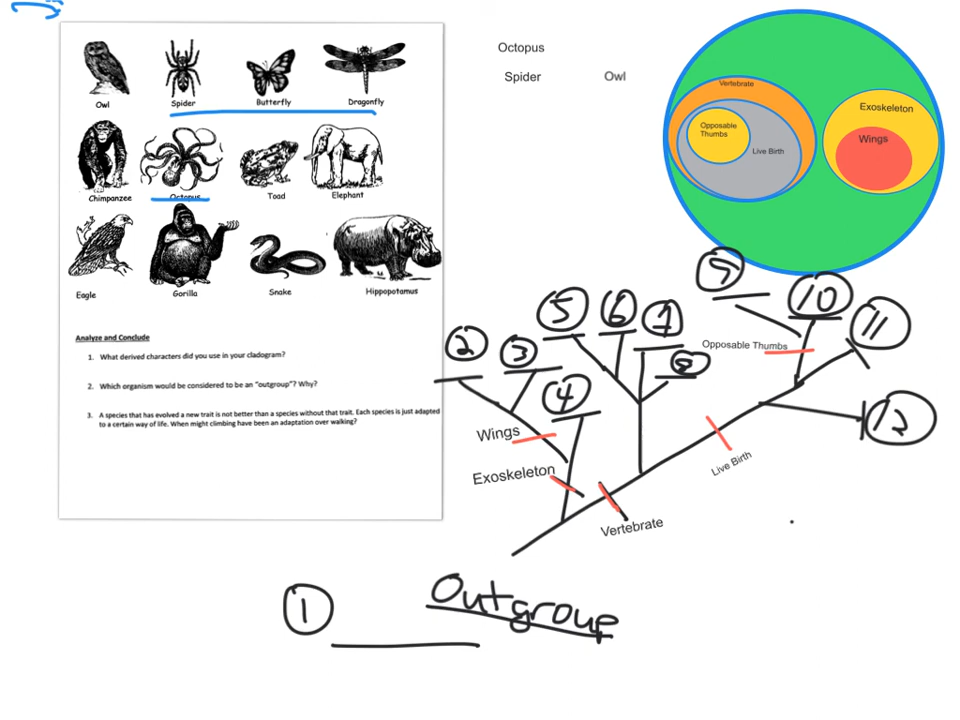 Owl
Spider
Butterfly
Dragonfly
Chimpanzee
Octopus
Toad
Elephant
Eagle
Gorilla
Snake
Hippopotamus
Analyze and Conclude
1. What derived characters did you use in your cladogram?
2. Which organism would be considered to be an "outgroup"? Why?
3. A species that has evolved a new trait is not better than a species without that trait. Each species is just adapted
to a certain way of life. When might climbing have been an adaptation over walking?
Octopus
Spider
Owl
Vertebrate
Opposable
Thumbs
Live Birth
Exoskeleton
Wings
2
3
4
5
6
7
8
9
10
11
12
Opposable Thumbs
Wings
Exoskeleton
Vertebrate
Live Birth
1
Outgroup